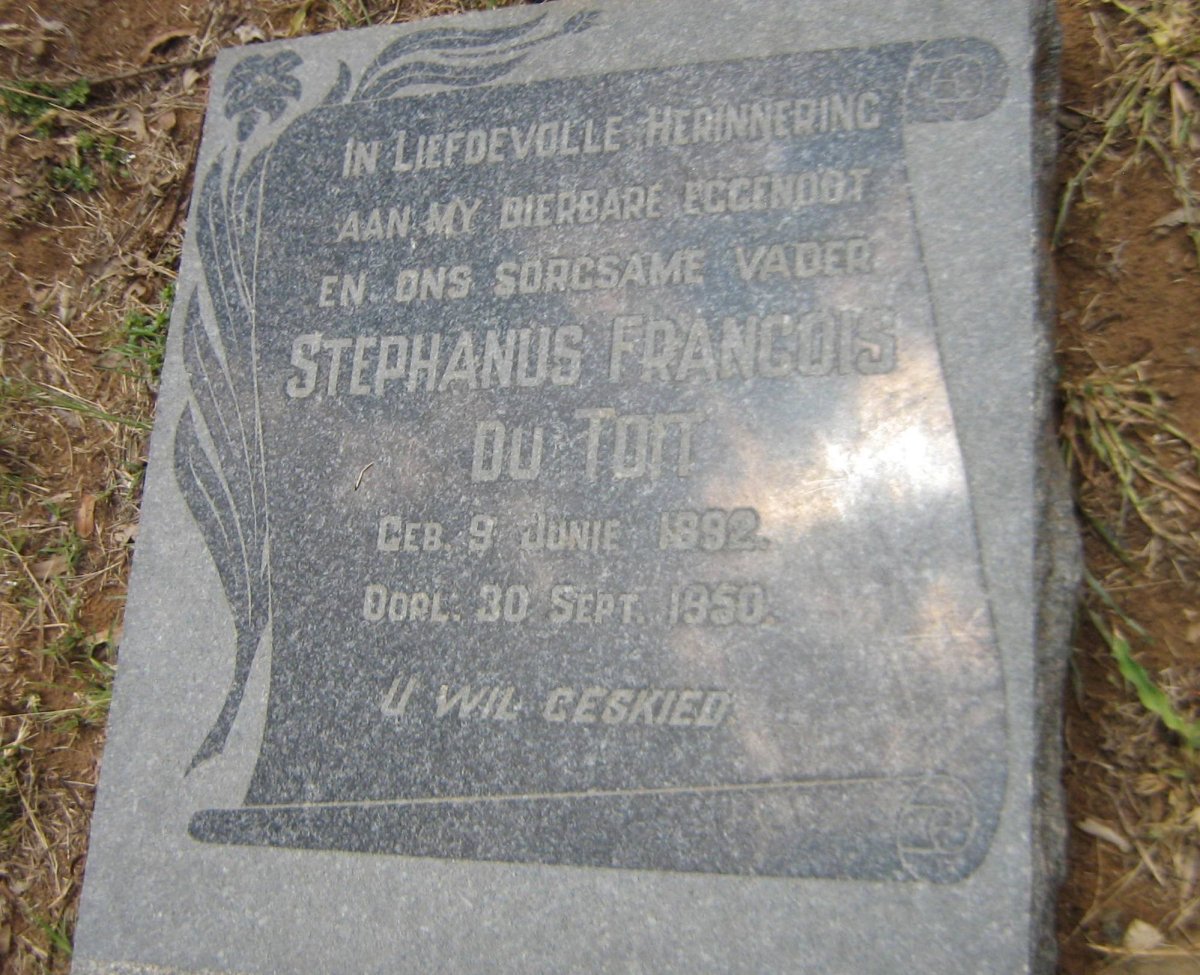 IN LIEFDEVOLLE HERINNERING
AAN MY DIERBARE EGGENOOT
EN ONS SORGSAME VADER
STEPHANUS FRANCOIS
DU TOIT
GEB. 9 JUNIE 1892.
OORL. 30 SEPT. 1950.
U WIL GESKIED